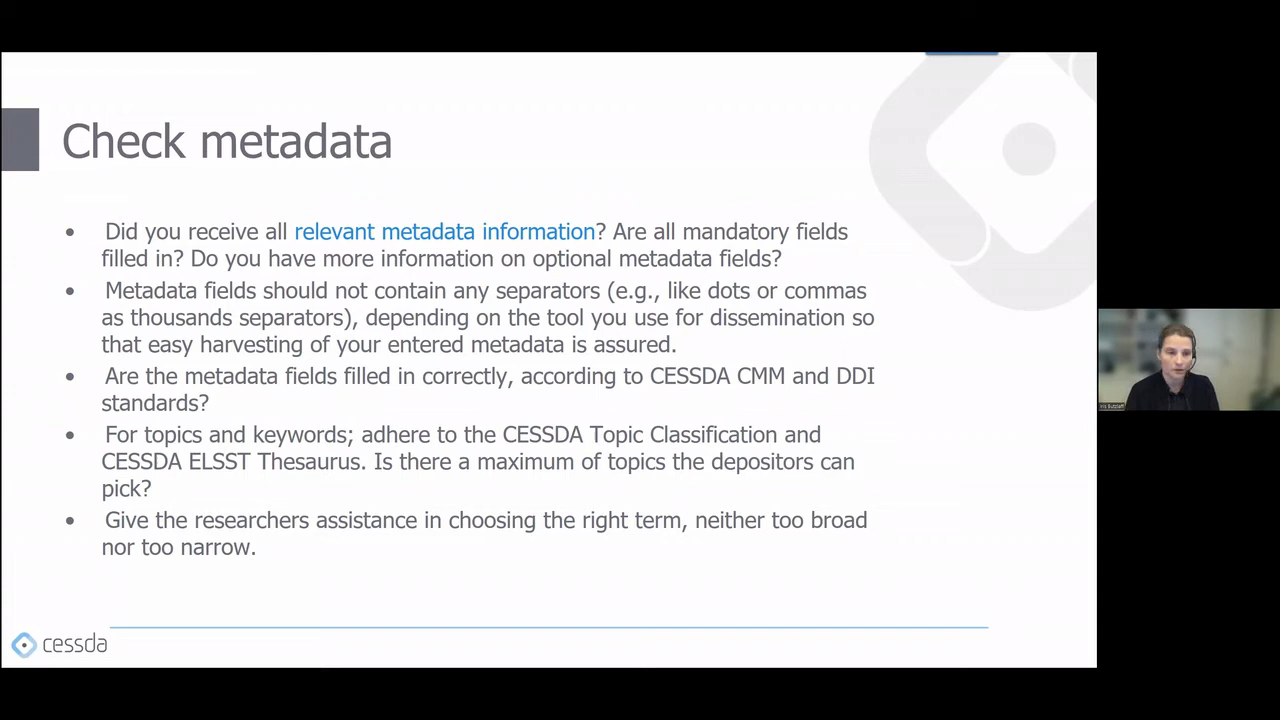 Check metadata
• Did you receive all relevant metadata information? Are all mandatory fields
filled in? Do you have more information on optional metadata fields?
• Metadata fields should not contain any separators (e.g., like dots or commas
as thousands separators), depending on the tool you use for dissemination so
that easy harvesting of your entered metadata is assured.
• Are the metadata fields filled in correctly, according to CESSDA CMM and DDI
standards?
• For topics and keywords; adhere to the CESSDA Topic Classification and
CESSDA ELSST Thesaurus. Is there a maximum of topics the depositors can
pick?
• Give the researchers assistance in choosing the right term, neither too broad
nor too narrow.
cessda